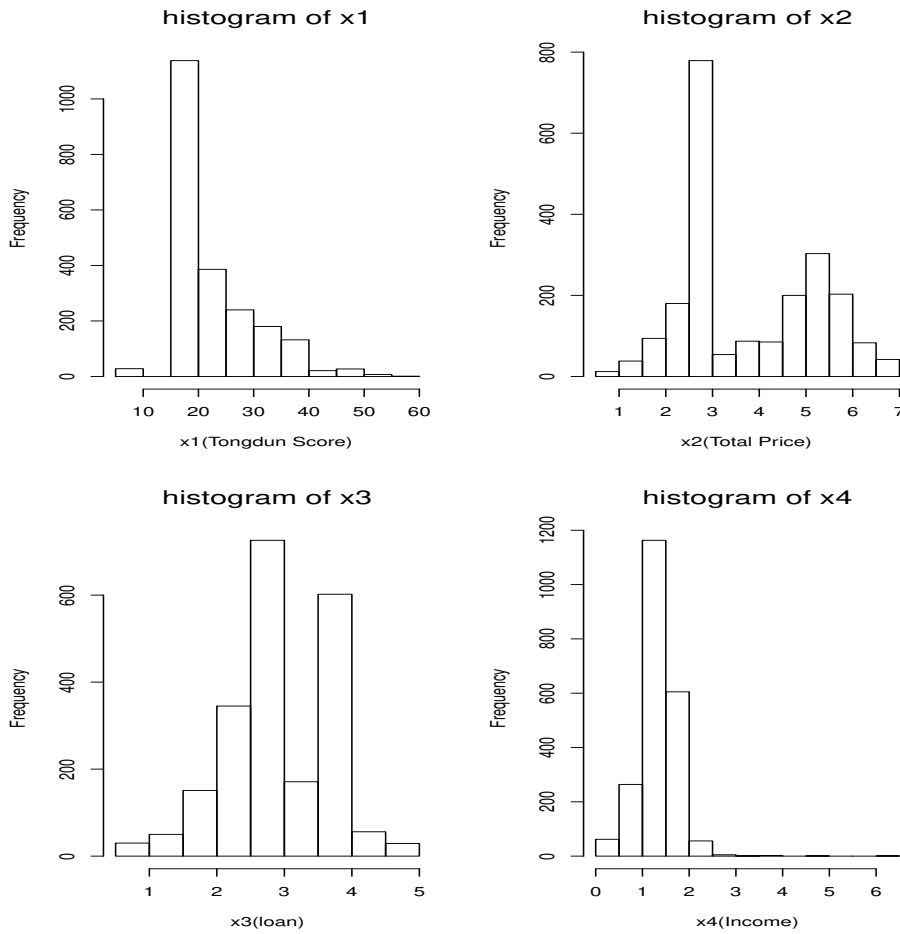 histogram of x1
Frequency
0 200 400 600 800 1000
10 20 30 40 50 60
x1(Tongdun Score)
histogram of x2
Frequency
0 200 400 600 800
1 2 3 4 5 6 7
x2(Total Price)
histogram of x3
Frequency
0 200 400 600
1 2 3 4 5
x3(loan)
histogram of x4
Frequency
0 200 400 600 800 1000 1200
0 1 2 3 4 5 6
x4(Income)